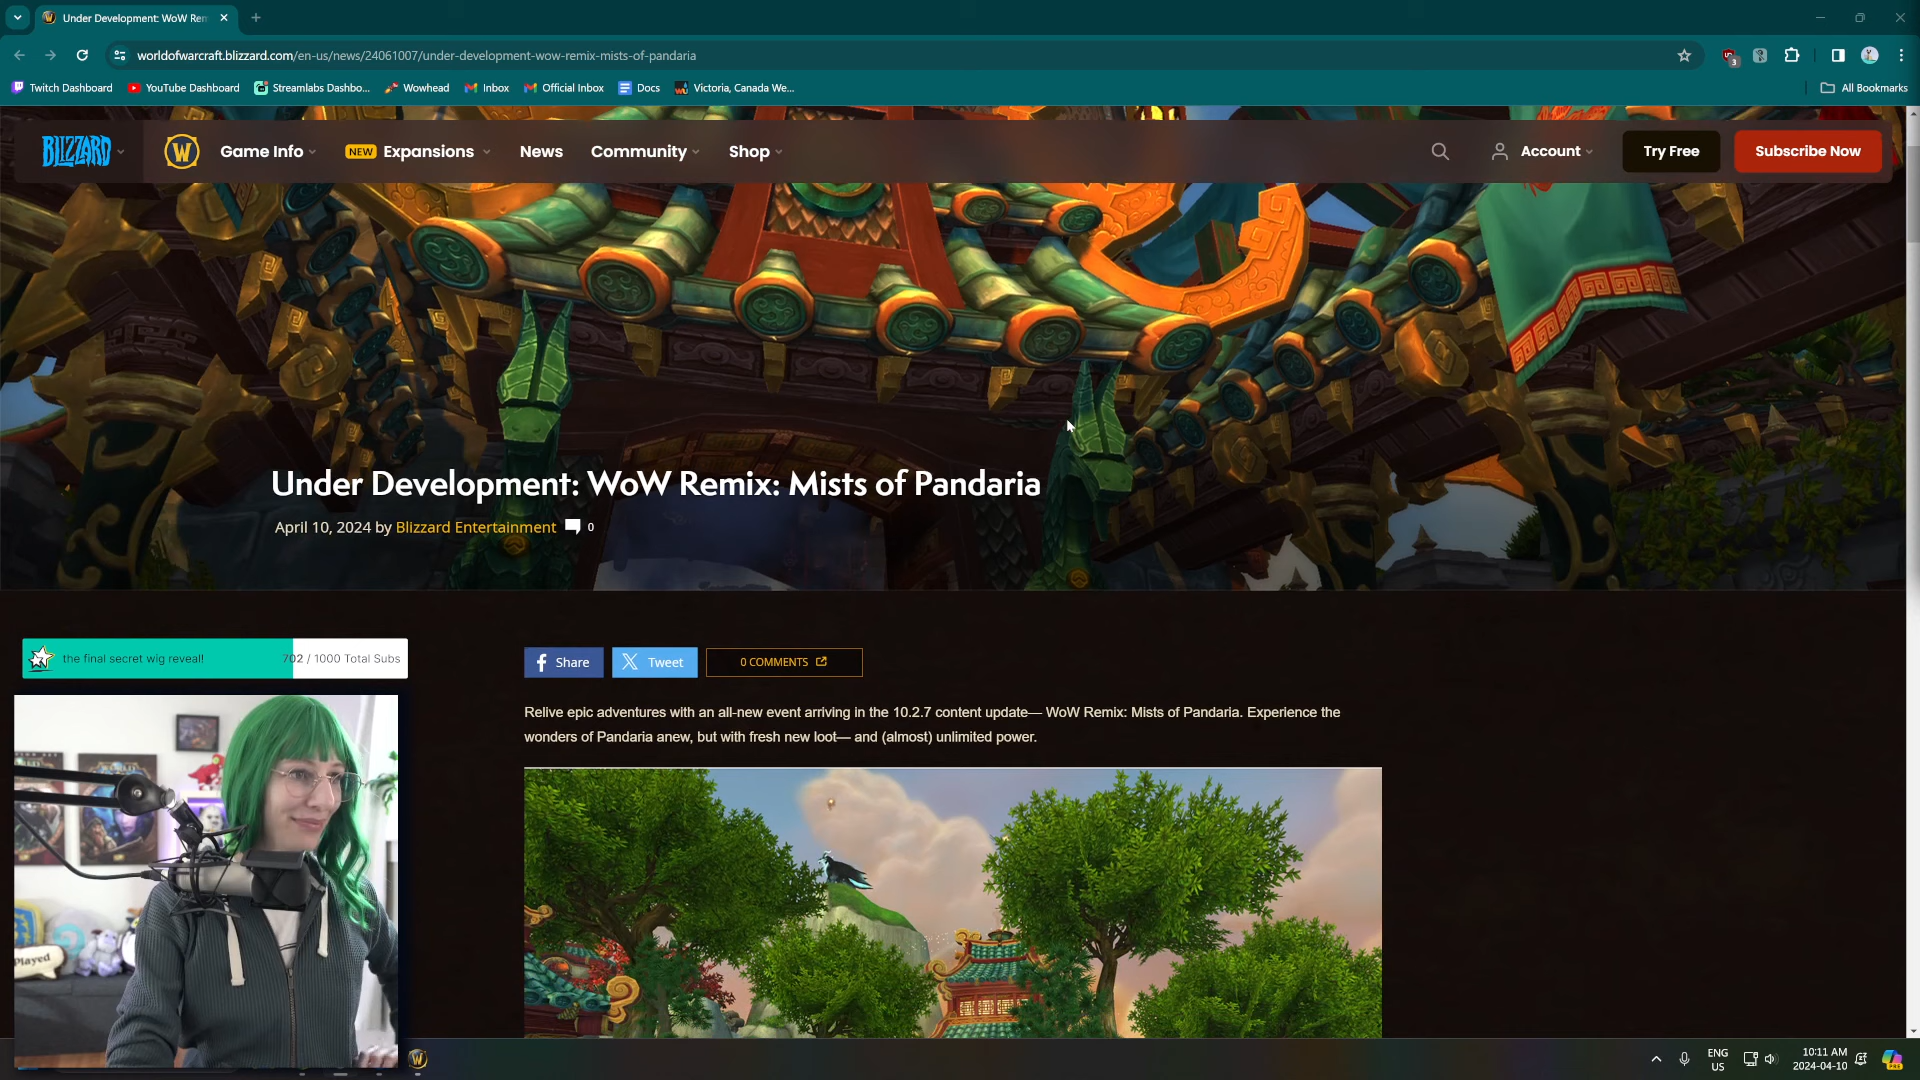 Under Development: WoW Rem
worldofwarcraft.blizzard.com/en-us/news/24061007/under-development-wow-remix-mists-of-pandaria
3
Twitch Dashboard
YouTube Dashboard
Streamlabs Dashbo...
Wowhead
Inbox
Official Inbox
Docs
Victoria, Canada We...
All Bookmarks
BLIZZARD
W
Game Info
NEW Expansions
News
Community
Shop
Account
Try Free
Subscribe Now
Under Development: WoW Remix: Mists of Pandaria
April 10, 2024 by Blizzard Entertainment 0
the final secret wig reveal!
702 / 1000 Total Subs
Share
Tweet
0 COMMENTS
Relive epic adventures with an all-new event arriving in the 10.2.7 content update— WoW Remix: Mists of Pandaria. Experience the
wonders of Pandaria anew, but with fresh new loot— and (almost) unlimited power.
Played
ENG
US
10:11 AM
2024-04-10
PRE